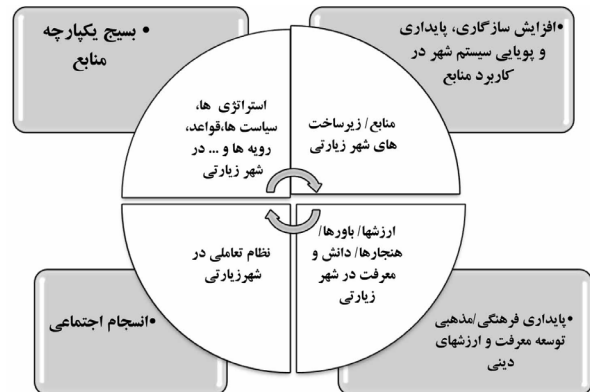 •افزایش سازگاری، پایداری
و پویایی سیستم شهر در
کاربرد منابع
• بسیج یکپارچه
منابع
منابع/ زیرساخت
های شهر زیارتی
استراتژی ها،
سیاست ها،قواعد،
رویه ها و ... در
شهر زیارتی
ارزشها/ باورها/
هنجارها/ دانش و
معرفت در شهر
زیارتی
نظام تعاملی در
شهرزیارتی
•پایداری فرهنگی/مذهبی
توسعه معرفت و ارزشهای
دینی
•انسجام اجتماعی